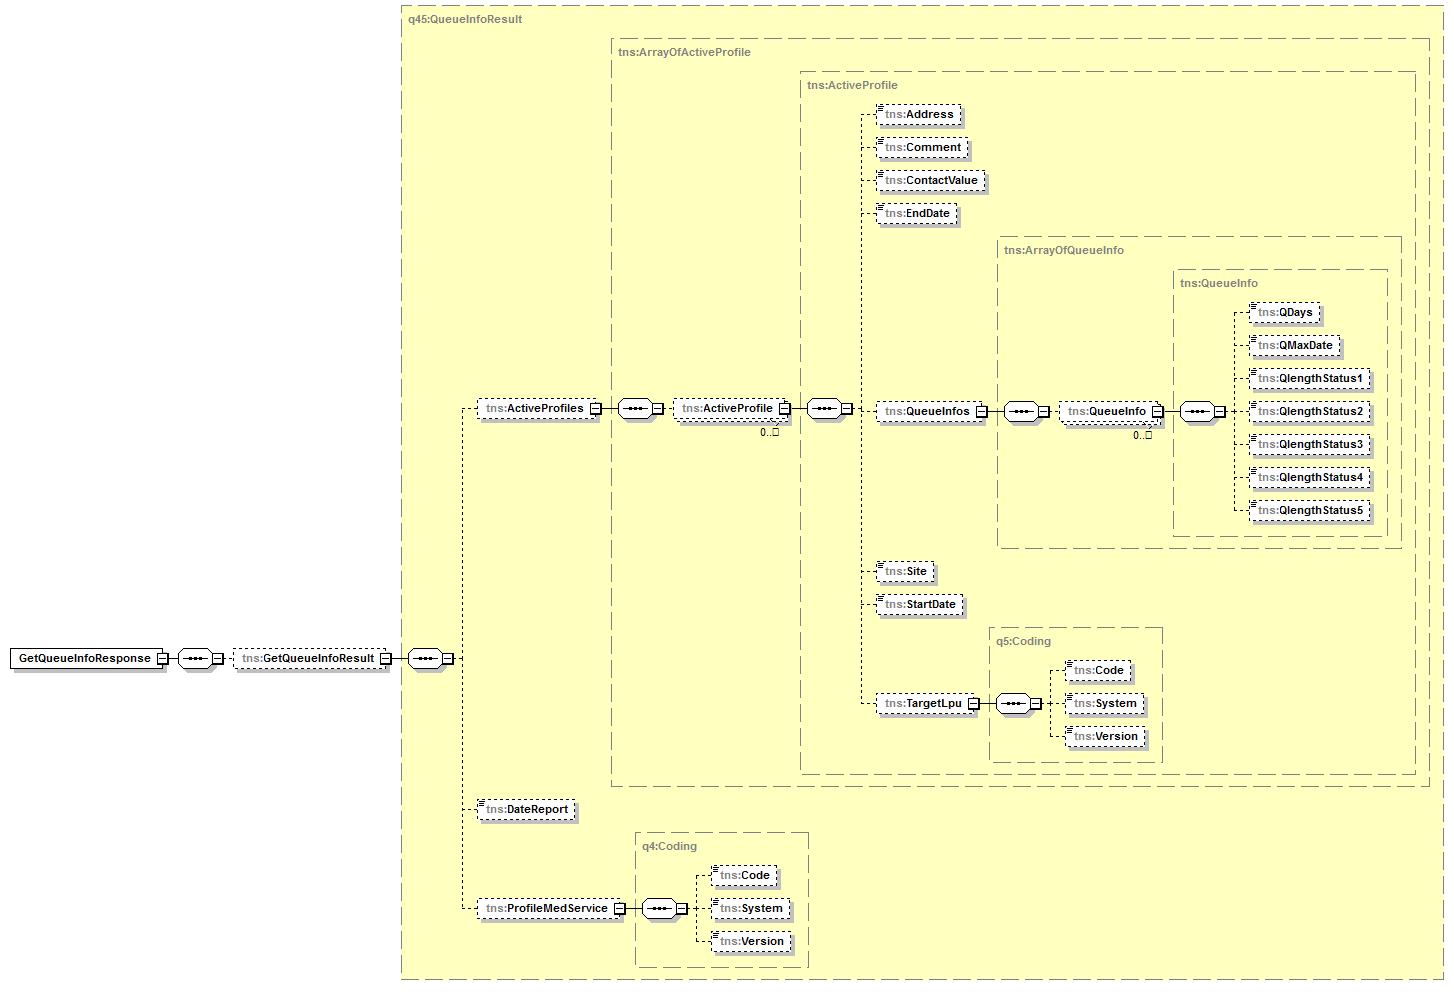 q45:QueueInfoResult
tns:ArrayOfActiveProfile
tns:ActiveProfile
tns:Address
tns:Comment
tns:ContactValue
tns:EndDate
tns:ArrayOfQueueInfo
tns:QueueInfo
tns:QDays
tns:QMaxDate
tns:QlengthStatus1
tns:ActiveProfiles
tns:ActiveProfile
0..□
tns:QueueInfos
tns:QueueInfo
0..□
tns:QlengthStatus2
tns:QlengthStatus3
tns:QlengthStatus4
tns:QlengthStatus5
tns:Site
tns:StartDate
q5:Coding
GetQueueInfoResponse
tns:GetQueueInfoResult
tns:Code
tns:TargetLpu
tns:System
tns:Version
tns:DateReport
q4:Coding
tns:Code
tns:ProfileMedService
tns:System
tns:Version